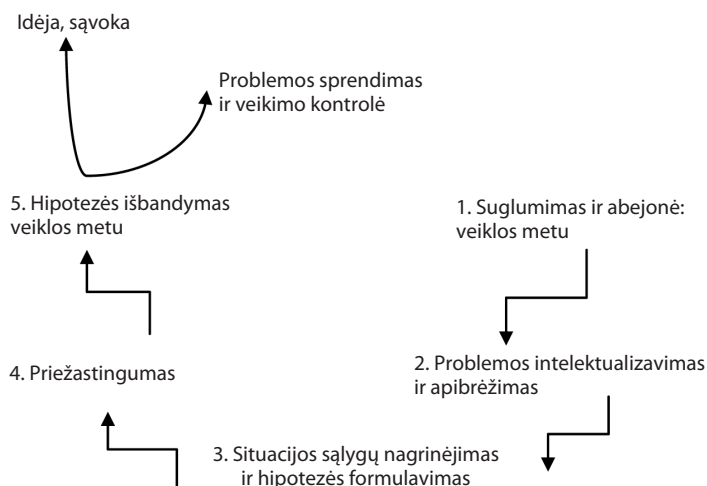 Idėja, sąvoka
Problemos sprendimas
ir veikimo kontrolė
5. Hipotezės išbandymas
veiklos metu
1. Suglumimas ir abejonė:
veiklos metu
4. Priežastingumas
2. Problemos intelektualizavimas
ir apibrėžimas
3. Situacijos sąlygų nagrinėjimas
ir hipotezės formulavimas